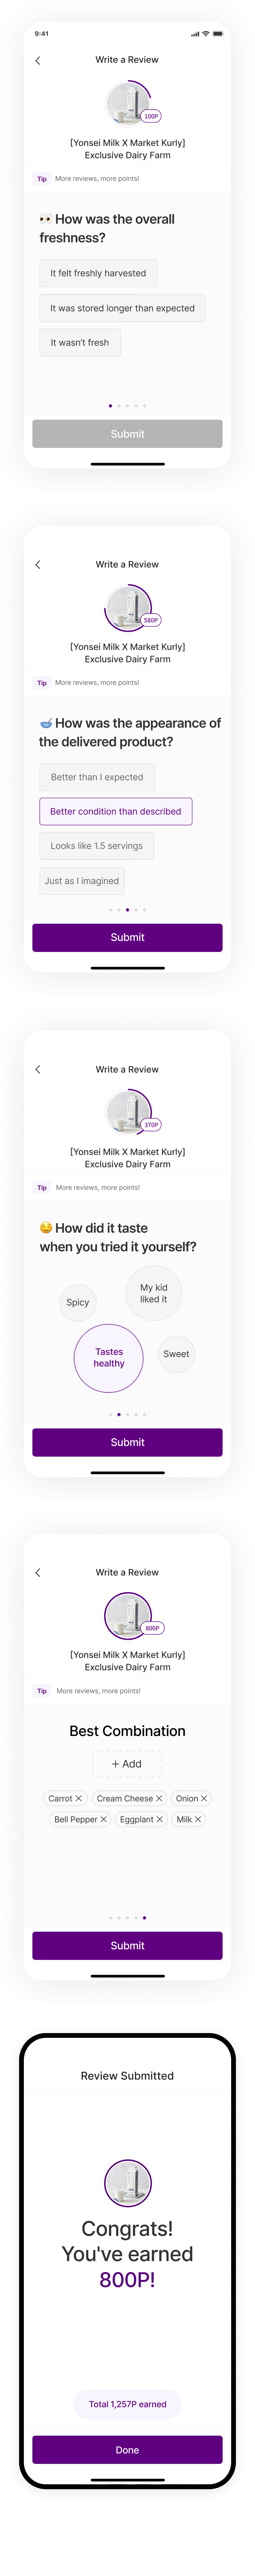 9:41
Write a Review
100P
[Yonsei Milk X Market Kurly]
Exclusive Dairy Farm
Tip More reviews, more points!
👀 How was the overall
freshness?
It felt freshly harvested
It was stored longer than expected
It wasn't fresh
Submit
Write a Review
580P
[Yonsei Milk X Market Kurly]
Exclusive Dairy Farm
Tip More reviews, more points!
🥣 How was the appearance of
the delivered product?
Better than I expected
Better condition than described
Looks like 1.5 servings
Just as I imagined
Submit
Write a Review
370P
[Yonsei Milk X Market Kurly]
Exclusive Dairy Farm
Tip More reviews, more points!
😆 How did it taste
when you tried it yourself?
My kid
liked it
Spicy
Tastes
healthy
Sweet
Submit
Write a Review
800P
[Yonsei Milk X Market Kurly]
Exclusive Dairy Farm
Tip More reviews, more points!
Best Combination
+ Add
Carrot × Cream Cheese × Onion ×
Bell Pepper × Eggplant × Milk ×
Submit
Review Submitted
Congrats!
You've earned
800P!
Total 1,257P earned
Done